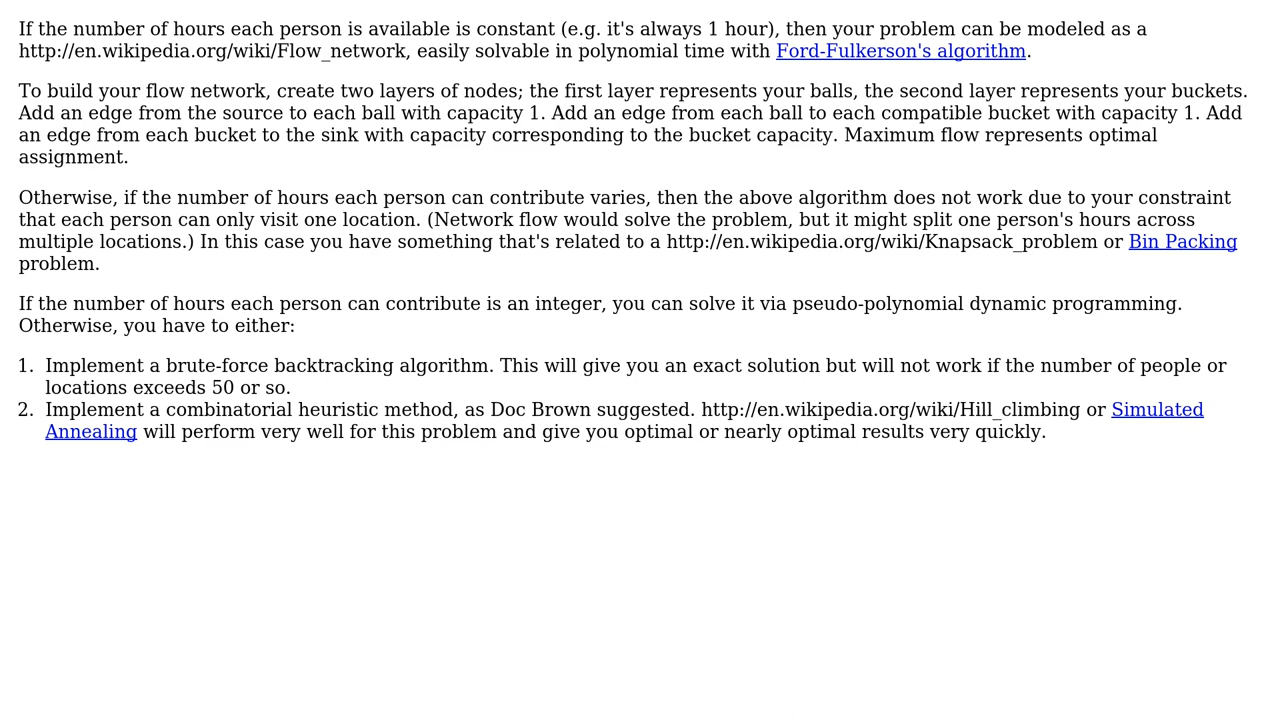 If the number of hours each person is available is constant (e.g. it's always 1 hour), then your problem can be modeled as a
http://en.wikipedia.org/wiki/Flow_network, easily solvable in polynomial time with Ford-Fulkerson's algorithm.
To build your flow network, create two layers of nodes; the first layer represents your balls, the second layer represents your buckets.
Add an edge from the source to each ball with capacity 1. Add an edge from each ball to each compatible bucket with capacity 1. Add
an edge from each bucket to the sink with capacity corresponding to the bucket capacity. Maximum flow represents optimal
assignment.
Otherwise, if the number of hours each person can contribute varies, then the above algorithm does not work due to your constraint
that each person can only visit one location. (Network flow would solve the problem, but it might split one person's hours across
multiple locations.) In this case you have something that's related to a http://en.wikipedia.org/wiki/Knapsack_problem or Bin Packing
problem.
If the number of hours each person can contribute is an integer, you can solve it via pseudo-polynomial dynamic programming.
Otherwise, you have to either:
1. Implement a brute-force backtracking algorithm. This will give you an exact solution but will not work if the number of people or
locations exceeds 50 or so.
2. Implement a combinatorial heuristic method, as Doc Brown suggested. http://en.wikipedia.org/wiki/Hill_climbing or Simulated
Annealing will perform very well for this problem and give you optimal or nearly optimal results very quickly.